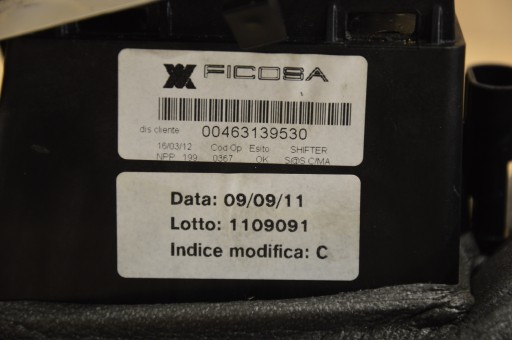 FICOSA
dis cliente 00463139530
16/03/12 Cod Op Esito SHIFTER
NPP 199 0367 OK S@S C/MA
Data: 09/09/11
Lotto: 1109091
Indice modifica: C